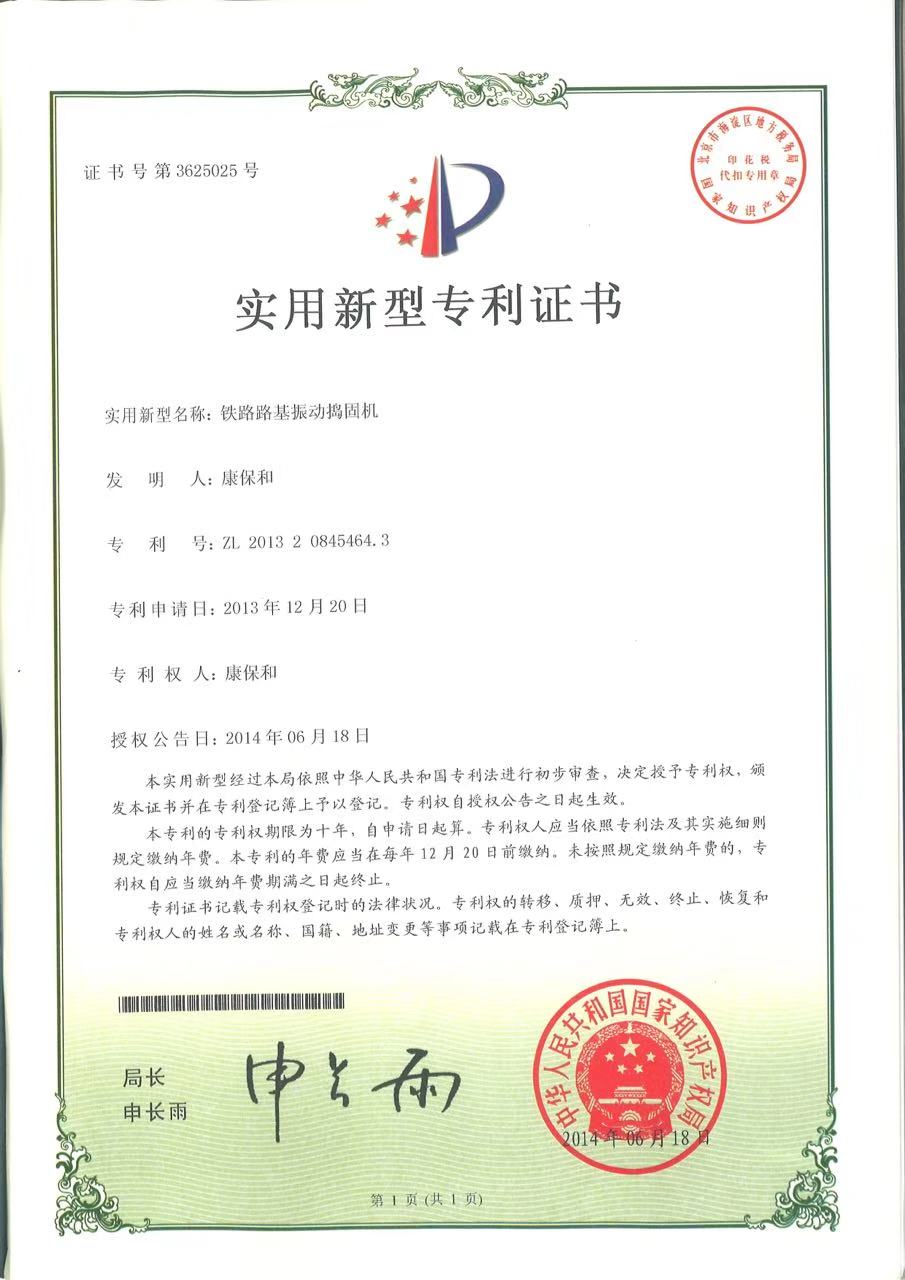 证书号第3625025号
北京市海淀区地方税务局
印花税
代扣专用章
国家知识产权局
实用新型专利证书
实用新型名称：铁路路基振动捣固机
发明人：康保和
专利号：ZL 2013 2 0845464.3
专利申请日：2013年12月20日
专利权人：康保和
授权公告日：2014年06月18日
本实用新型经过本局依照中华人民共和国专利法进行初步审查，决定授予专利权，颁
发本证书并在专利登记簿上予以登记。专利权自授权公告之日起生效。
本专利的专利权期限为十年，自申请日起算。专利权人应当依照专利法及其实施细则
规定缴纳年费。本专利的年费应当在每年12月20日前缴纳。未按照规定缴纳年费的，专
利权自应当缴纳年费期满之日起终止。
专利证书记载专利权登记时的法律状况。专利权的转移、质押、无效、终止、恢复和
专利权人的姓名或名称、国籍、地址变更等事项记载在专利登记簿上。
局长
申长雨
申长雨
中华人民共和国国家知识产权局
2014年06月18日
第1页(共1页)